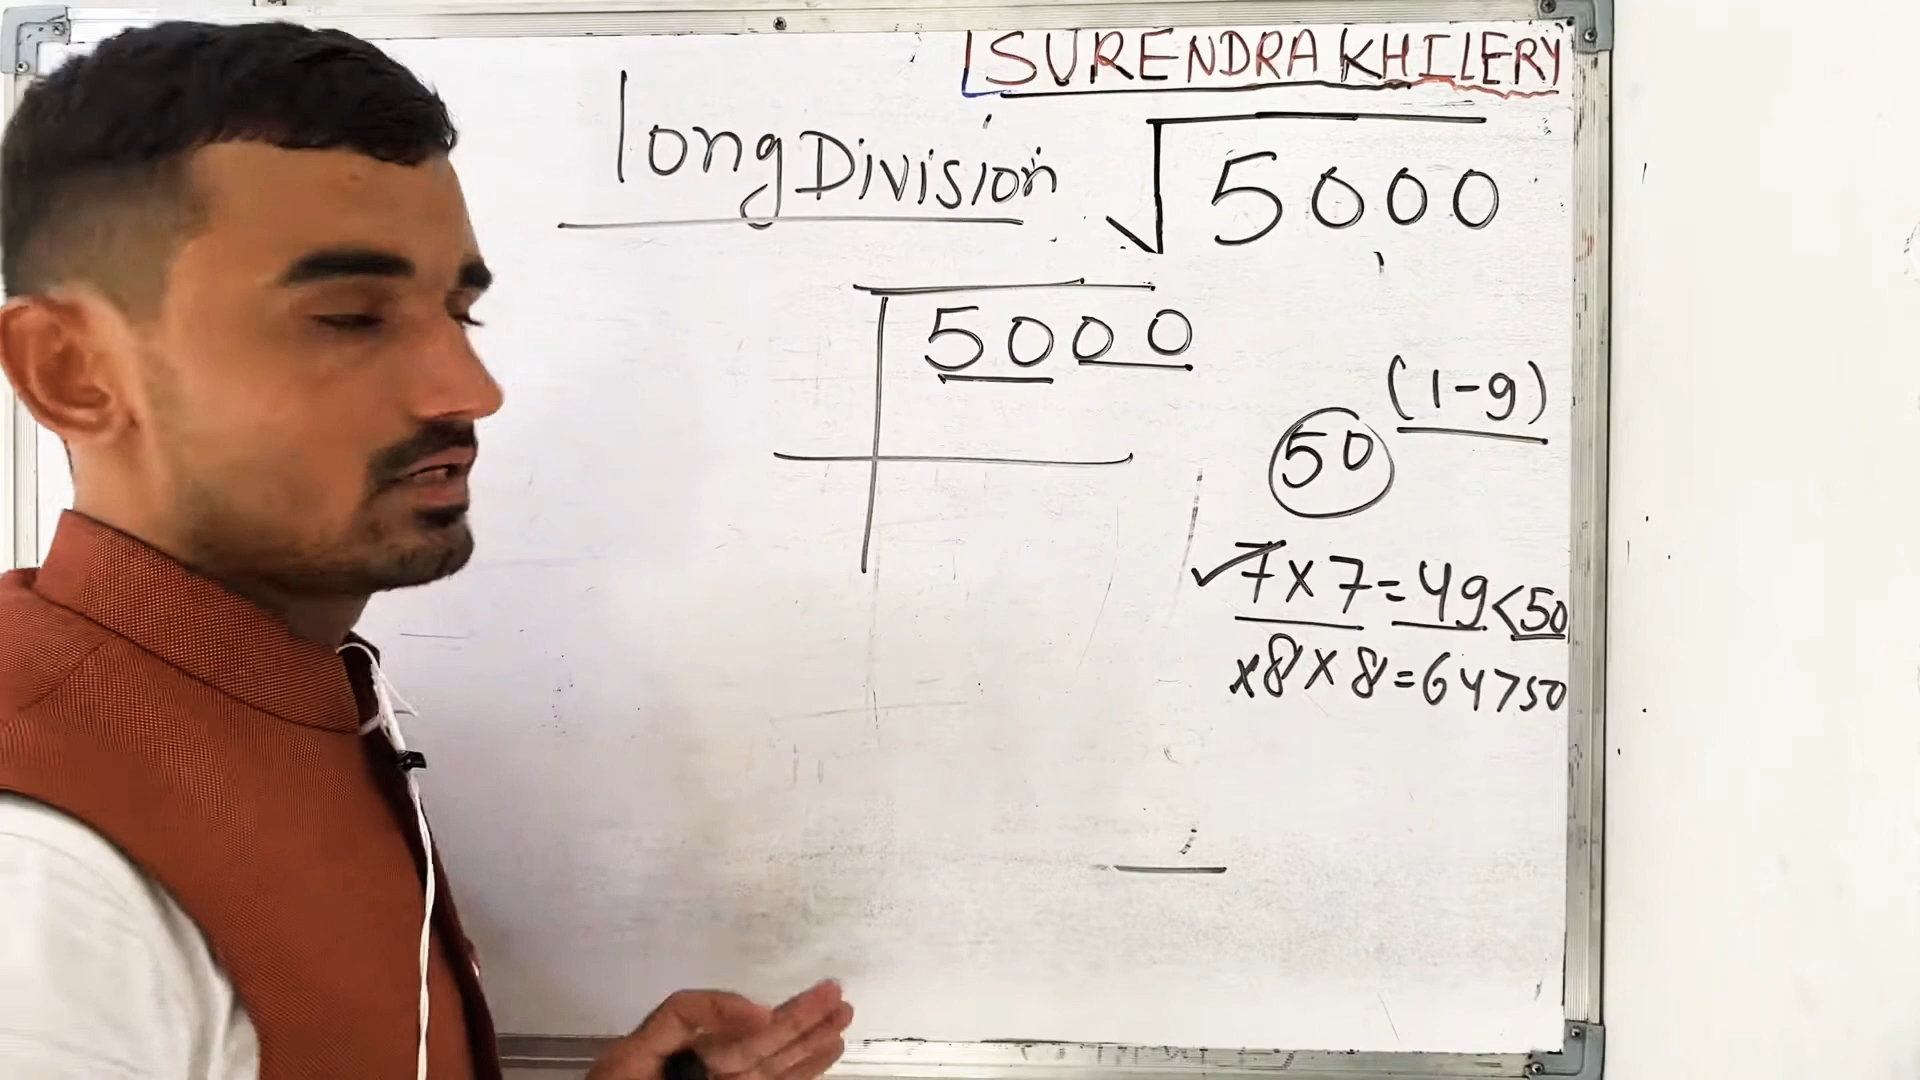 SURENDRA KHILERY
long Division √5000
5000
(1-9)
50
✓7×7=49<50
×8×8=64>50